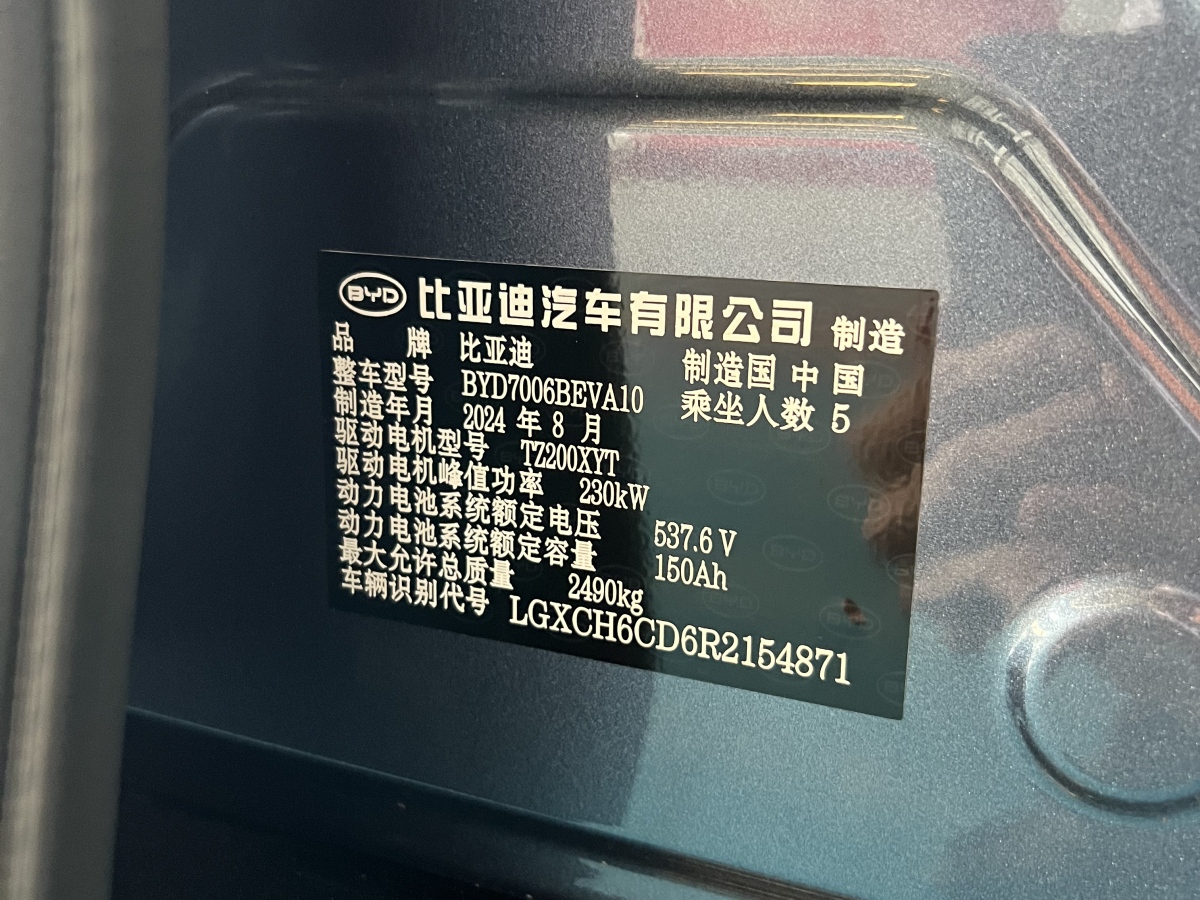 BYD 比亚迪汽车有限公司 制造
品 牌 比亚迪 制造国 中国
整车型号 BYD7006BEVA10 乘坐人数 5
制造年月 2024 年 8 月
驱动电机型号 TZ200XYT
驱动电机峰值功率 230kW
动力电池系统额定电压 537.6 V
动力电池系统额定容量 150Ah
最大允许总质量 2490kg
车辆识别代号 LGXCH6CD6R2154871